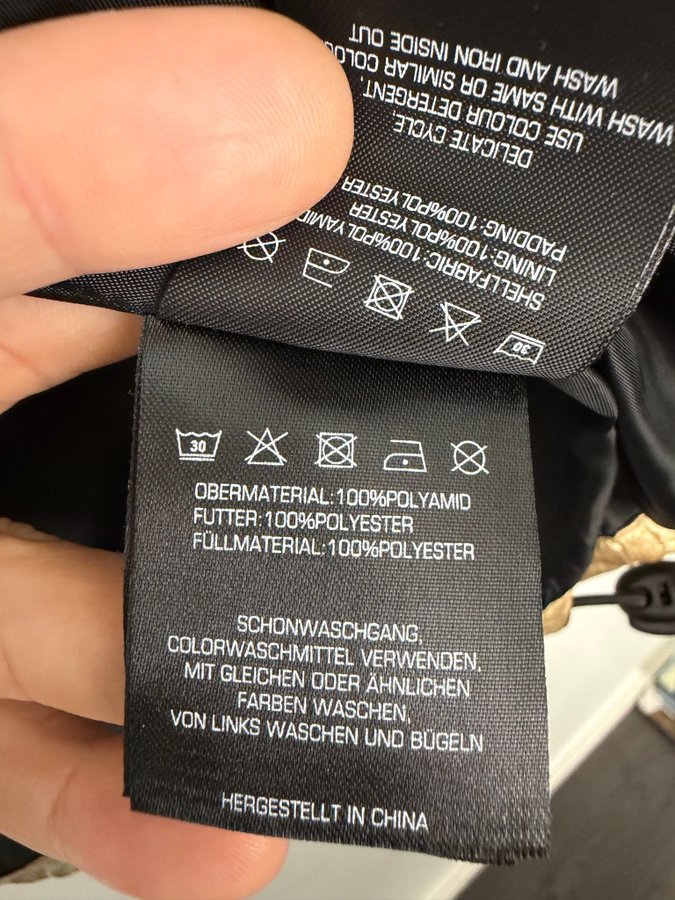 WASH AND IRON INSIDE OUT
WASH WITH SAME OR SIMILAR
USE COLOUR DETERGENT,
DELICATE CYCLE
PADDING:100%POLYESTER
LINING:100%POLYESTER
SHELLFABRIC:100%POLYAMID
30
30
OBERMATERIAL:100%POLYAMID
FUTTER:100%POLYESTER
FÜLLMATERIAL:100%POLYESTER
SCHONWASCHGANG,
COLORWASCHMITTEL VERWENDEN,
MIT GLEICHEN ODER ÄHNLICHEN
FARBEN WASCHEN,
VON LINKS WASCHEN UND BÜGELN
HERGESTELLT IN CHINA